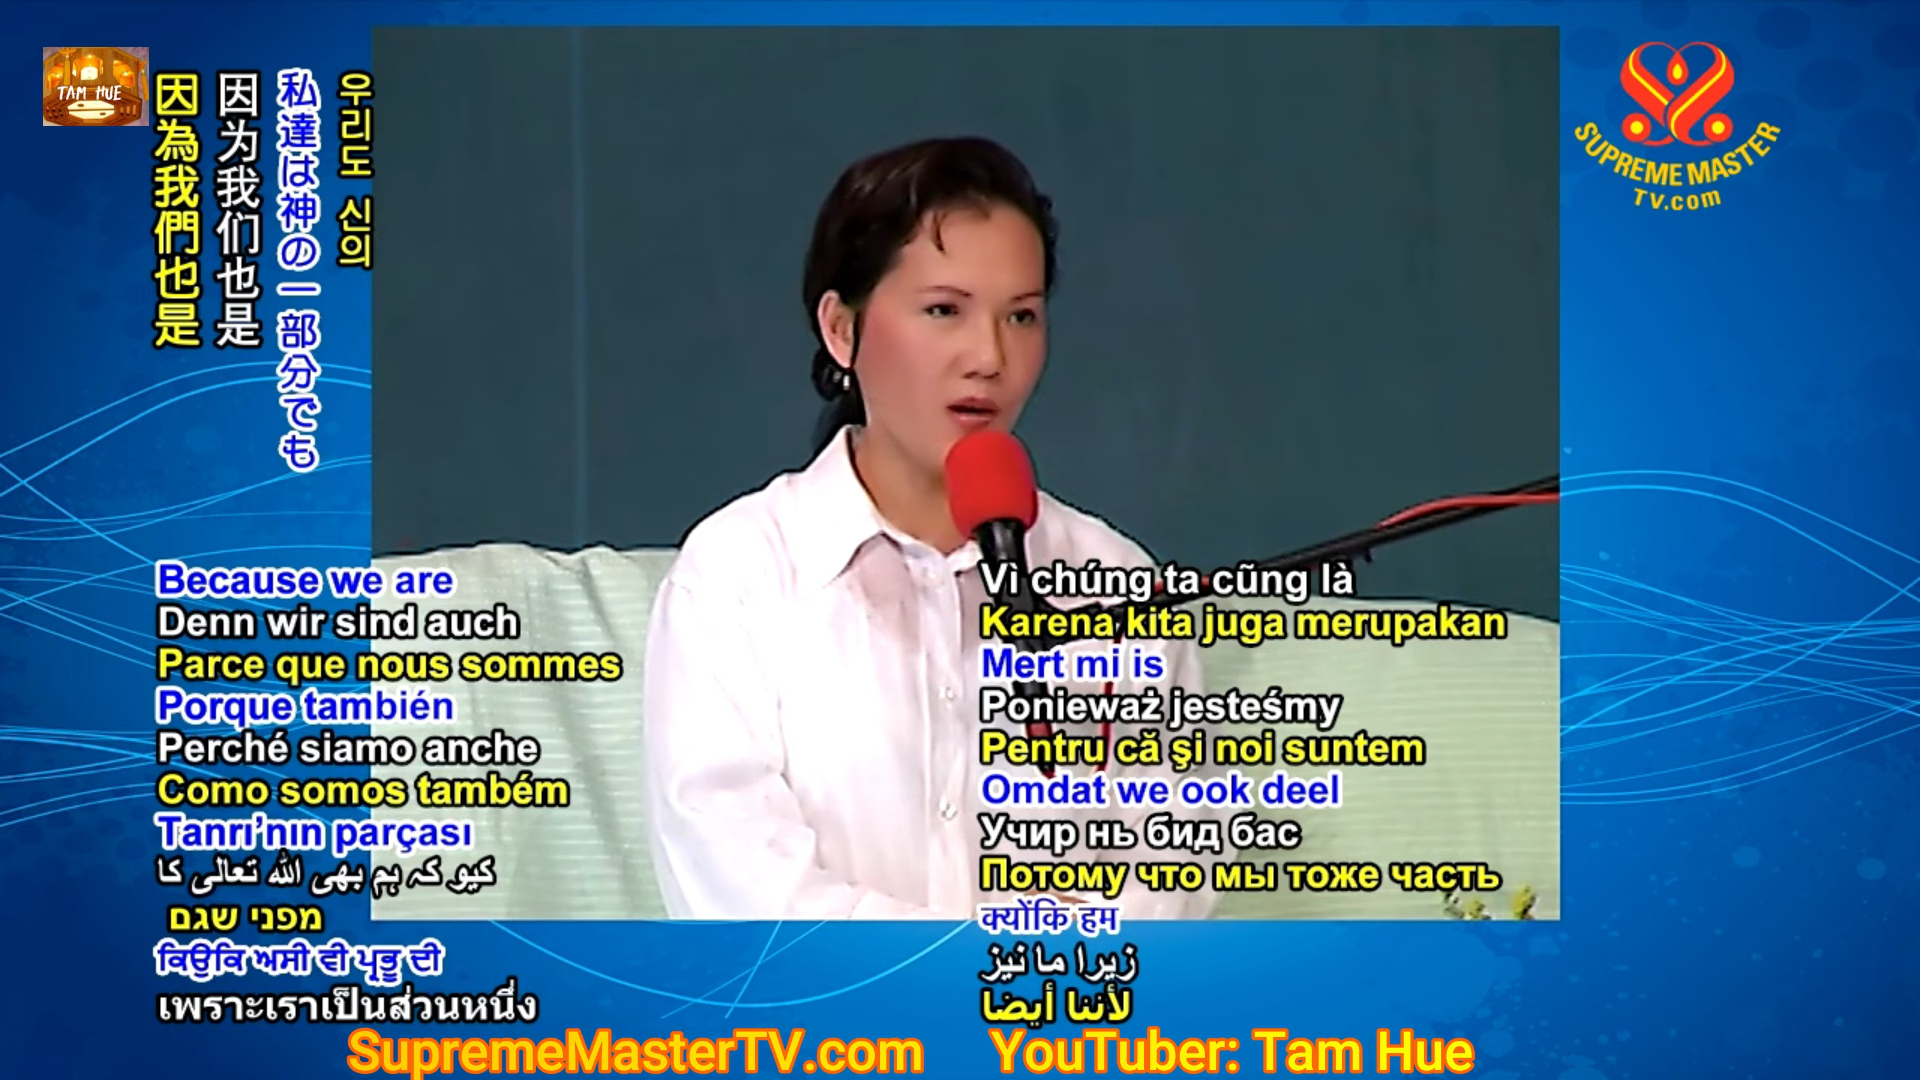 TAM HUE
因為我們也是
因为我们也是
私達は神の一部分でも
우리도 신의
SUPREME MASTER
TV.com
Because we are
Denn wir sind auch
Parce que nous sommes
Porque también
Perché siamo anche
Como somos também
Tanrı’nın parçası
کیو کہ ہم بھی اللہ تعالٰی کا
מפני שגם
ਕਿਉਕਿ ਅਸੀ ਵੀ ਪ੍ਰਭੂ ਦੀ
เพราะเราเป็นส่วนหนึ่ง
Vì chúng ta cũng là
Karena kita juga merupakan
Mert mi is
Ponieważ jesteśmy
Pentru că şi noi suntem
Omdat we ook deel
Учир нь бид бас
Потому что мы тоже часть
क्योंकि हम
زیرا ما نیز
لأننا أيضا
SupremeMasterTV.com
YouTuber: Tam Hue